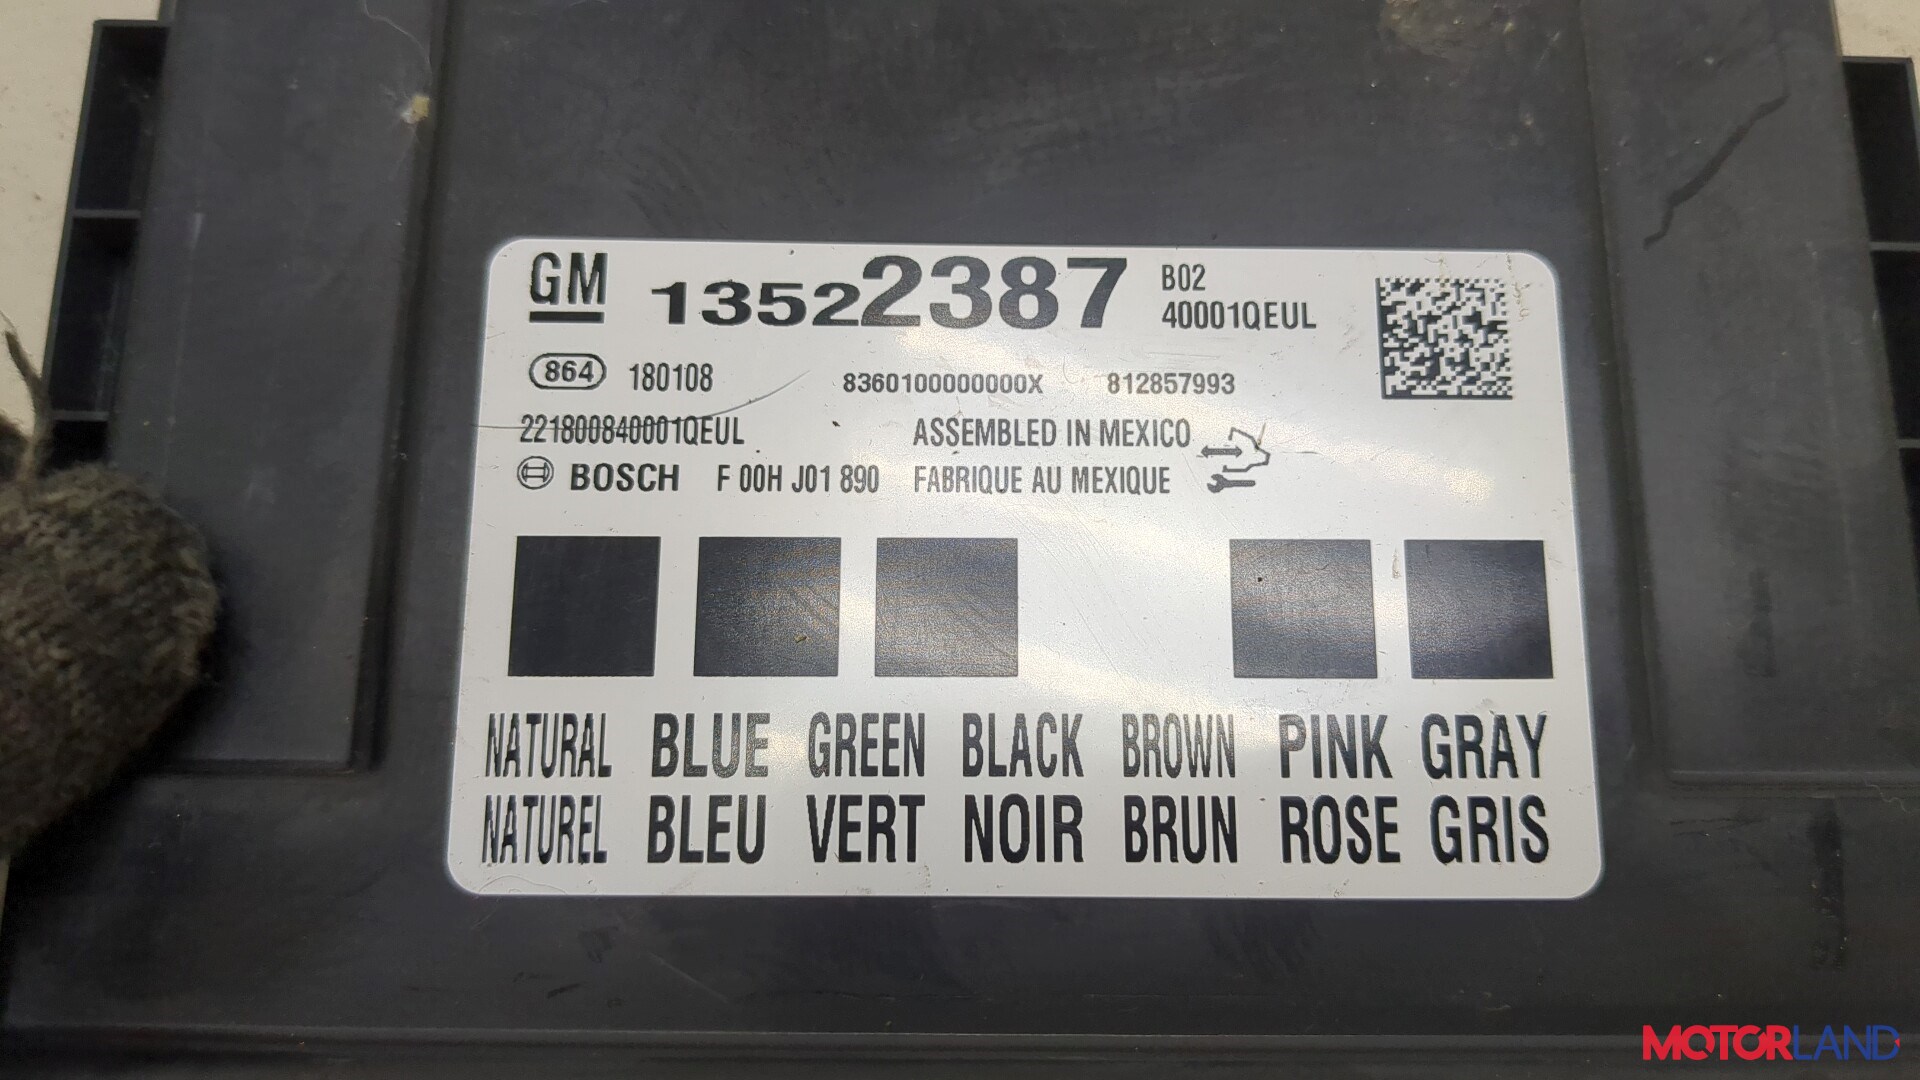 GM 13522387 B02
40001QEUL
864 180108 8360100000000X 812857993
221800840001QEUL ASSEMBLED IN MEXICO
BOSCH F 00H J01 890 FABRIQUE AU MEXIQUE
NATURAL BLUE GREEN BLACK BROWN PINK GRAY
NATUREL BLEU VERT NOIR BRUN ROSE GRIS
MOTORLAND